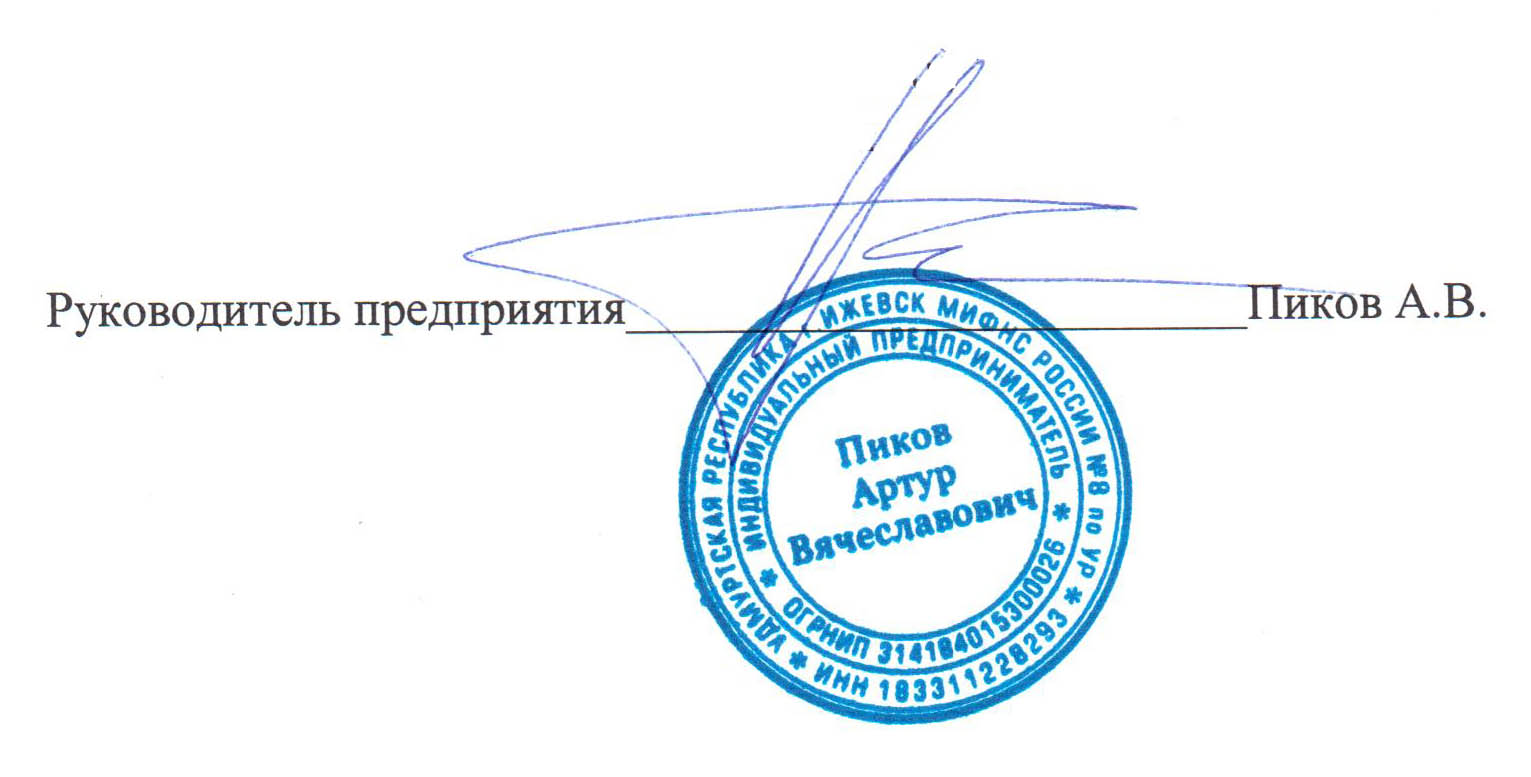 Руководитель предприятия Пиков А.В.
УДМУРТСКАЯ РЕСПУБЛИКА г ИЖЕВСК МИФНС РОССИИ №8 по УР * ИНН 183311228293 *
ИНДИВИДУАЛЬНЫЙ ПРЕДПРИНИМАТЕЛЬ * ОГРНИП 314184015300026 *
Пиков
Артур
Вячеславович